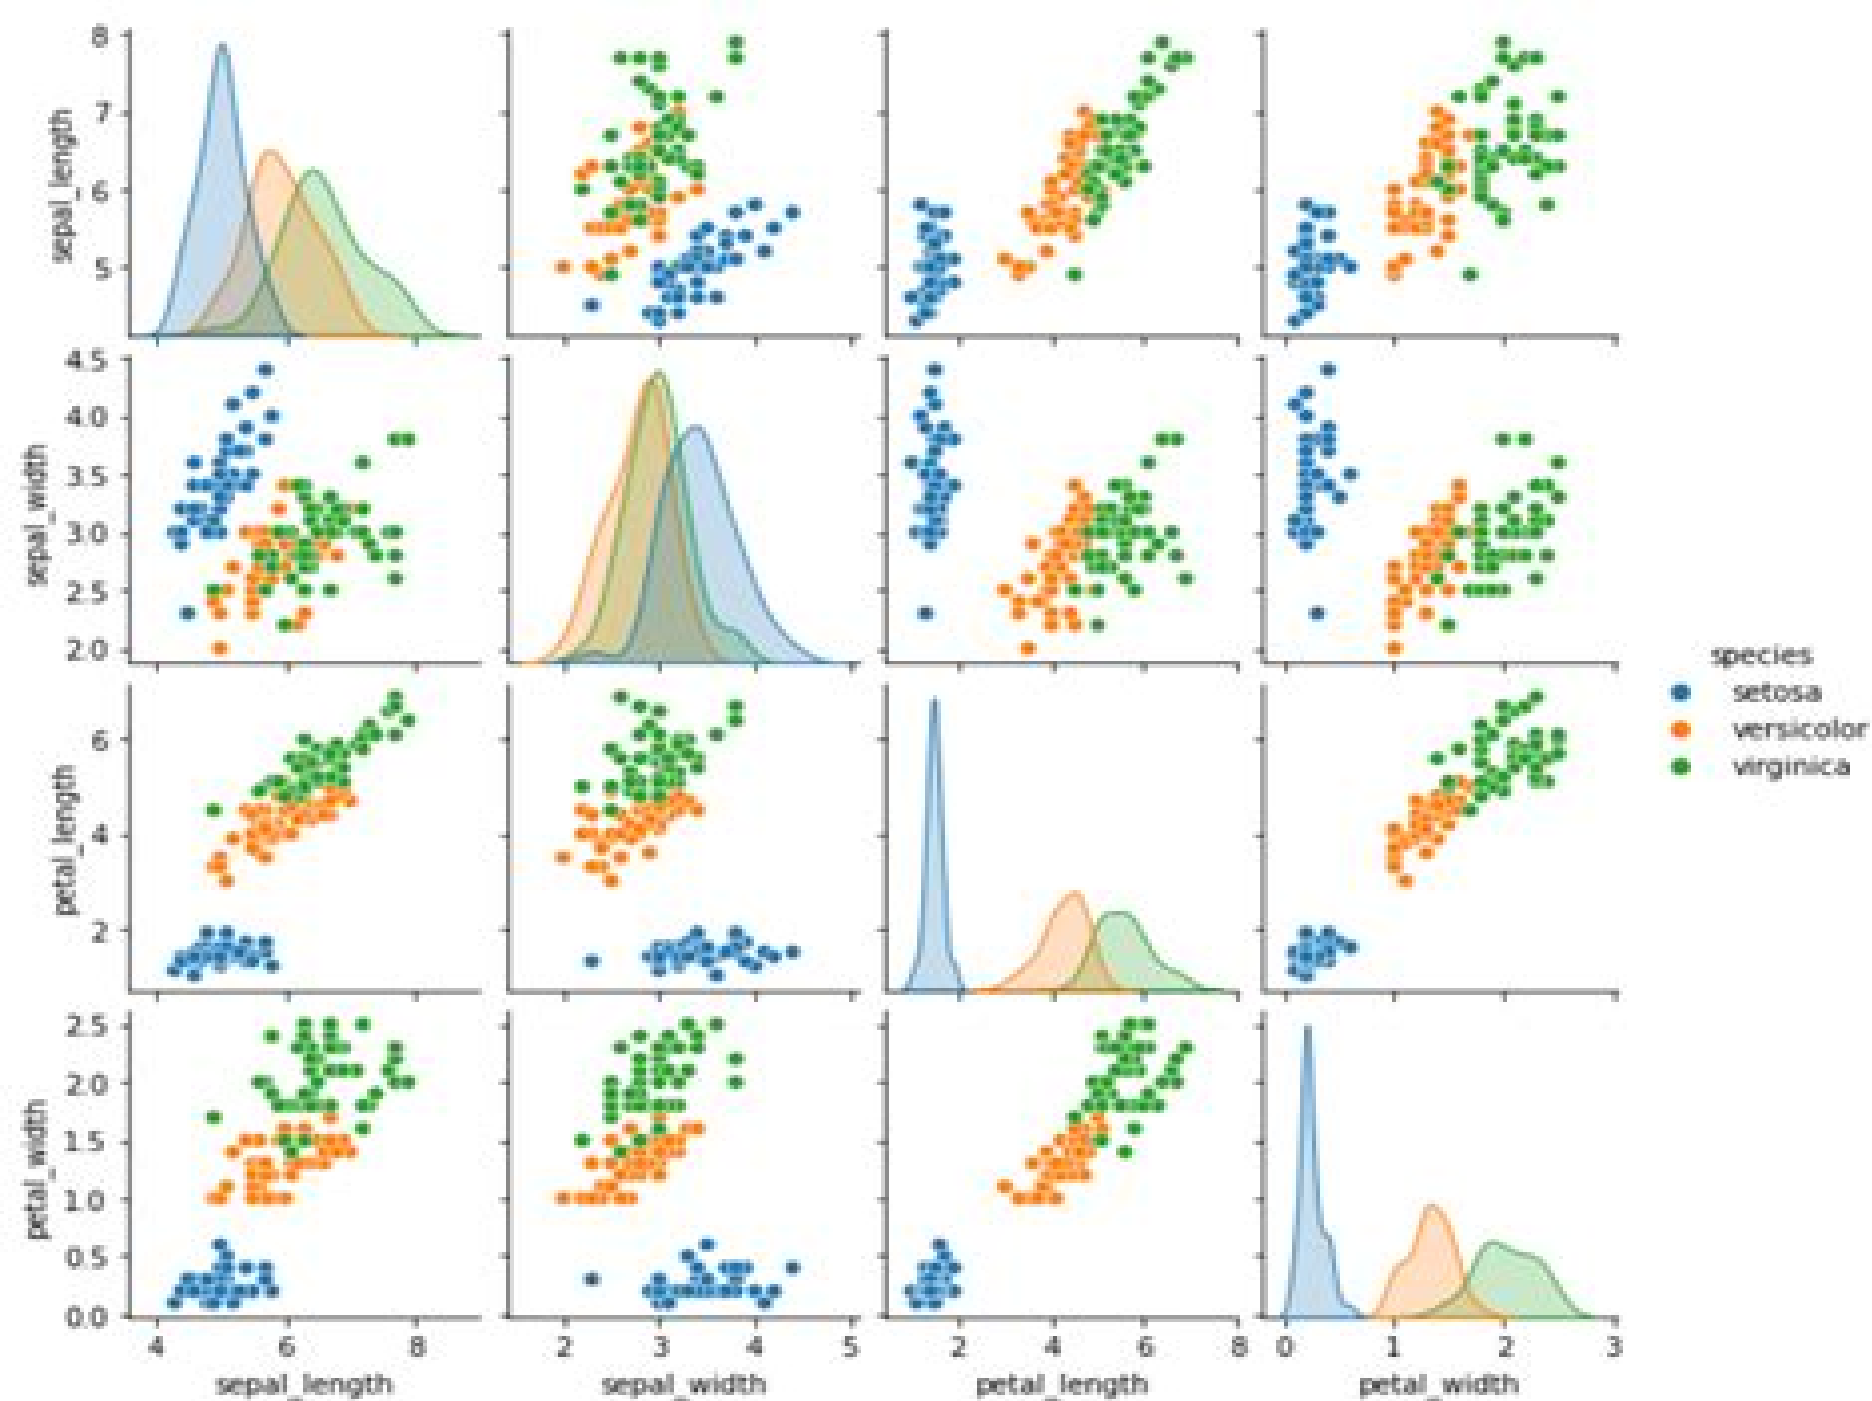 8
7
6
5
sepal_length
4.5
4.0
3.5
3.0
2.5
2.0
sepal_width
species
setosa
versicolor
virginica
6
4
2
petal_length
2.5
2.0
1.5
1.0
0.5
0.0
petal_width
4 6 8 2 3 4 5 2 4 6 8 0 1 2 3
sepal_length sepal_width petal_length petal_width